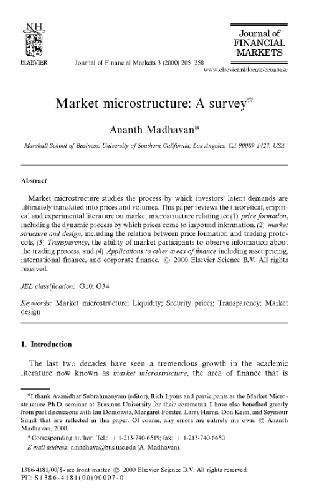 NH
ELSEVIER
Journal of Financial Markets 3 (2000) 205-258
Journal of
FINANCIAL
MARKETS
www.elsevier.nl/locate/econbase
Market microstructure: A survey☆
Ananth Madhavan*
Marshall School of Business, University of Southern California, Los Angeles, CA 90089-1427, USA
Abstract
Market microstructure studies the process by which investors' latent demands are
ultimately translated into prices and volumes. This paper reviews the theoretical, empiri-
cal and experimental literature on market microstructure relating to: (1) price formation,
including the dynamic process by which prices come to impound information, (2) market
structure and design, including the relation between price formation and trading proto-
cols, (3) Transparency, the ability of market participants to observe information about
the trading process, and (4) Applications to other areas of finance including asset pricing,
international finance, and corporate finance. © 2000 Elsevier Science B.V. All rights
reserved.
JEL classification: G10; G34
Keywords: Market microstructure; Liquidity; Security prices; Transparency; Market
design
1. Introduction
The last two decades have seen a tremendous growth in the academic
literature now known as market microstructure, the area of finance that is
☆I thank Avanidhar Subrahmanyam (editor), Rich Lyons and participants at the Market Micro-
structure Ph.D. seminar at Erasmus University for their comments. I have also benefited greatly
from past discussions with Ian Domowitz, Margaret Forster, Larry Harris, Don Keim, and Seymour
Smidt that are reflected in this paper. Of course, any errors are entirely my own. © Ananth
Madhavan, 2000.
*Corresponding author. Tel.: +1-213-740-6519; fax: +1-213-740-6650
E-mail address: (A. Madhavan).
1386-4181/00/$ - see front matter © 2000 Elsevier Science B.V. All rights reserved.
PII: S1386-4181(00)00007-0